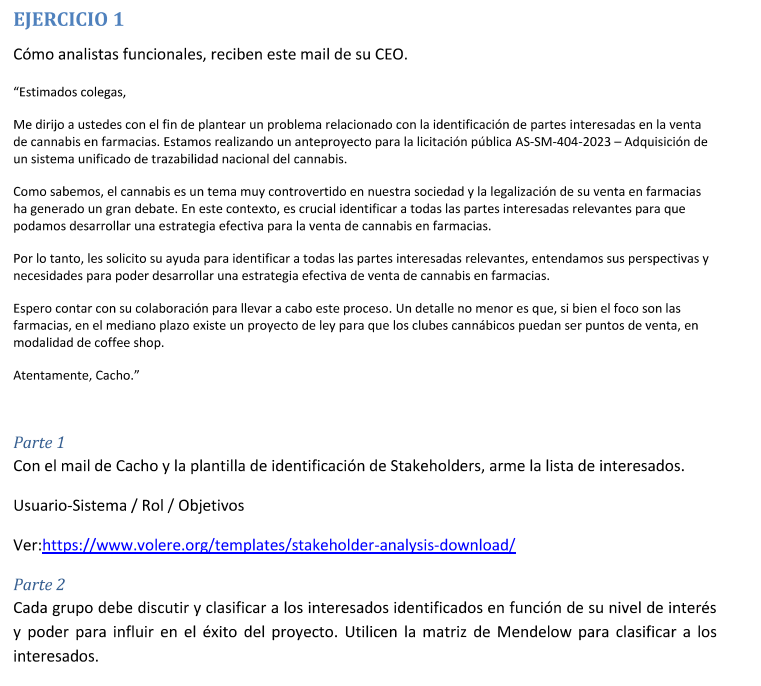 EJERCICIO 1
Cómo analistas funcionales, reciben este mail de su CEO.
“Estimados colegas,
Me dirijo a ustedes con el fin de plantear un problema relacionado con la identificación de partes interesadas en la venta
de cannabis en farmacias. Estamos realizando un anteproyecto para la licitación pública AS-SM-404-2023 – Adquisición de
un sistema unificado de trazabilidad nacional del cannabis.
Como sabemos, el cannabis es un tema muy controvertido en nuestra sociedad y la legalización de su venta en farmacias
ha generado un gran debate. En este contexto, es crucial identificar a todas las partes interesadas relevantes para que
podamos desarrollar una estrategia efectiva para la venta de cannabis en farmacias.
Por lo tanto, les solicito su ayuda para identificar a todas las partes interesadas relevantes, entendamos sus perspectivas y
necesidades para poder desarrollar una estrategia efectiva de venta de cannabis en farmacias.
Espero contar con su colaboración para llevar a cabo este proceso. Un detalle no menor es que, si bien el foco son las
farmacias, en el mediano plazo existe un proyecto de ley para que los clubes cannábicos puedan ser puntos de venta, en
modalidad de coffee shop.
Atentamente, Cacho.”
Parte 1
Con el mail de Cacho y la plantilla de identificación de Stakeholders, arme la lista de interesados.
Usuario-Sistema / Rol / Objetivos
Ver:https://www.volere.org/templates/stakeholder-analysis-download/
Parte 2
Cada grupo debe discutir y clasificar a los interesados identificados en función de su nivel de interés
y poder para influir en el éxito del proyecto. Utilicen la matriz de Mendelow para clasificar a los
interesados.